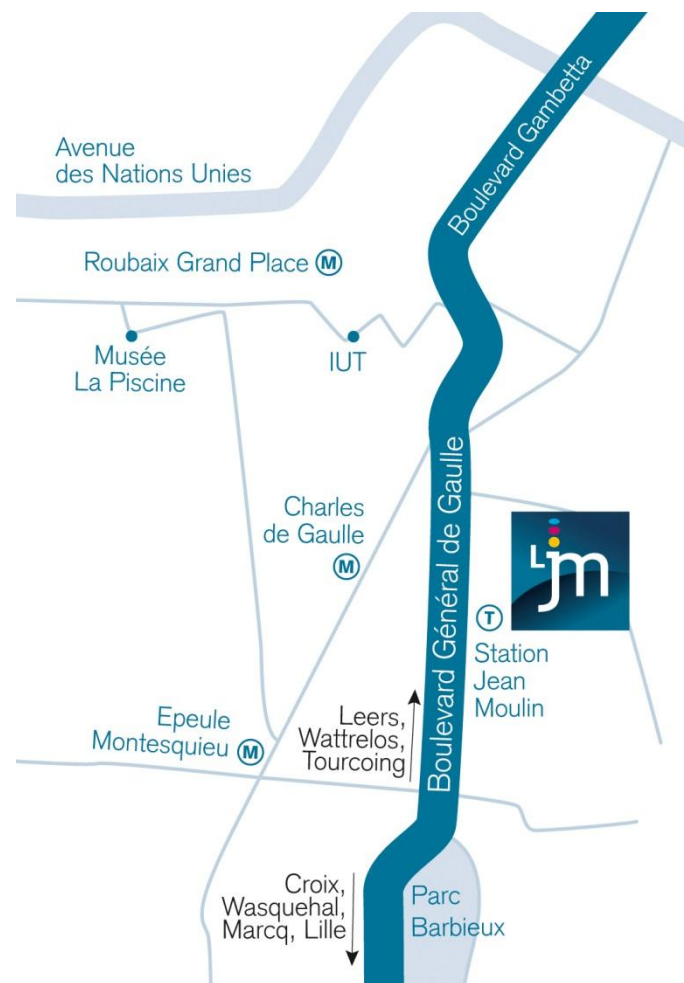 Boulevard Gambetta
Avenue
des Nations Unies
Roubaix Grand Place M
Musée
La Piscine
IUT
Charles
de Gaulle
M
Boulevard Général de Gaulle
Ljm
T
Station
Jean
Moulin
Epeule
Montesquieu M
Leers,
Wattrelos,
Tourcoing
Croix,
Wasquehal,
Marcq, Lille
Parc
Barbieux